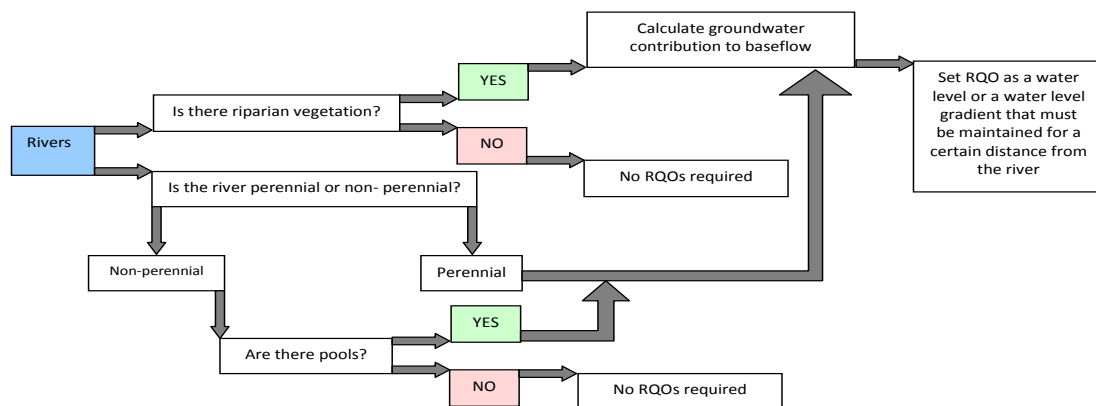 Calculate groundwater
contribution to baseflow
YES
Set RQO as a water
level or a water level
gradient that must
be maintained for a
certain distance from
the river
Is there riparian vegetation?
Rivers
NO
No RQOs required
Is the river perennial or non- perennial?
Non-perennial
Perennial
YES
Are there pools?
NO
No RQOs required